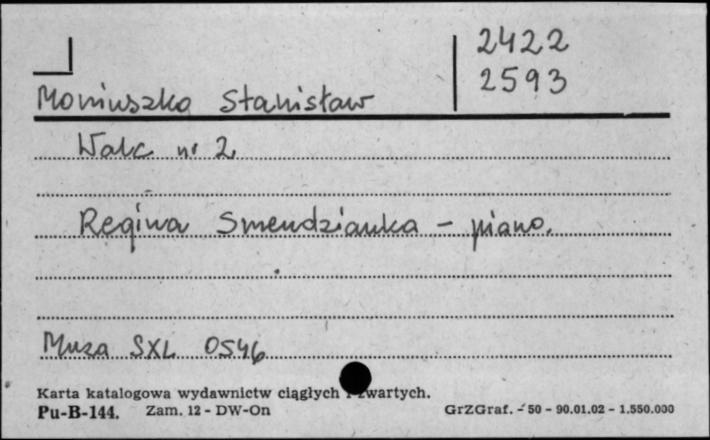 2422
2593
Moniuszko Stanisław
Walc nr 2.
Regina Smendzianka - piano.
Muza SXL 0546
Karta katalogowa wydawnictw ciągłych i zwartych.
Pu-B-144. Zam. 12 - DW-On GrZGraf. - 50 - 90.01.02 - 1.550.000